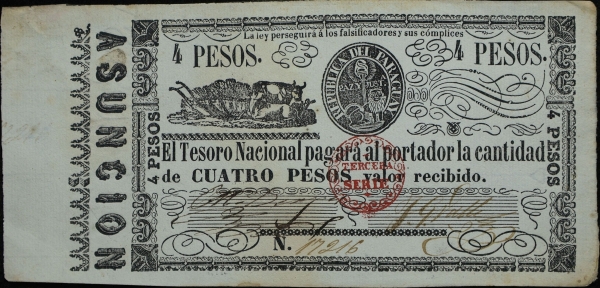 La ley perseguirá á los falsificadores y sus cómplices
4 PESOS.
4 PESOS.
REPUBLICA DEL PARAGUAY
PAZ Y
ASUNCION
4 PESOS
4 PESOS
El Tesoro Nacional pagará al portador la cantidad
de CUATRO PESOS valor recibido.
TERCERA
SERIE
N.